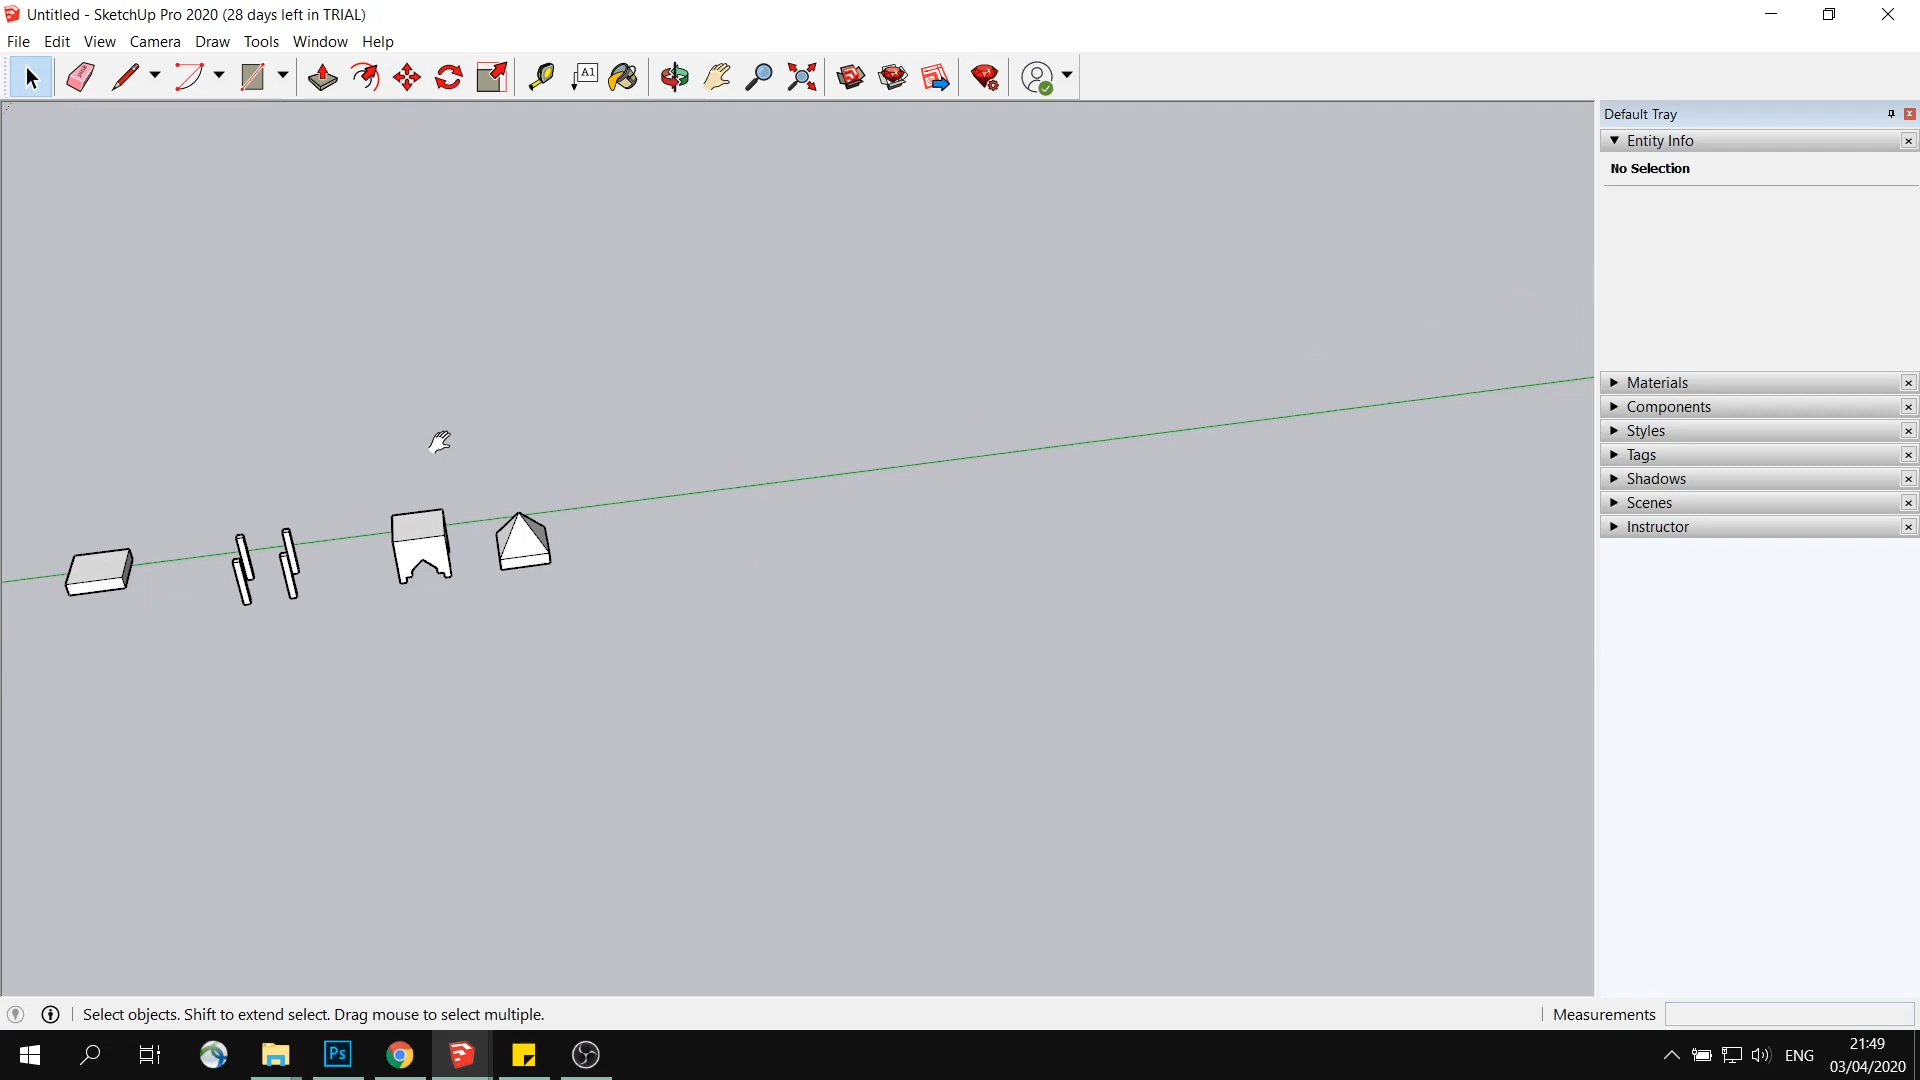 Untitled - SketchUp Pro 2020 (28 days left in TRIAL)
File Edit View Camera Draw Tools Window Help
A1
Default Tray
Entity Info
No Selection
Materials
Components
Styles
Tags
Shadows
Scenes
Instructor
Select objects. Shift to extend select. Drag mouse to select multiple.
Measurements
Ps
ENG
21:49
03/04/2020